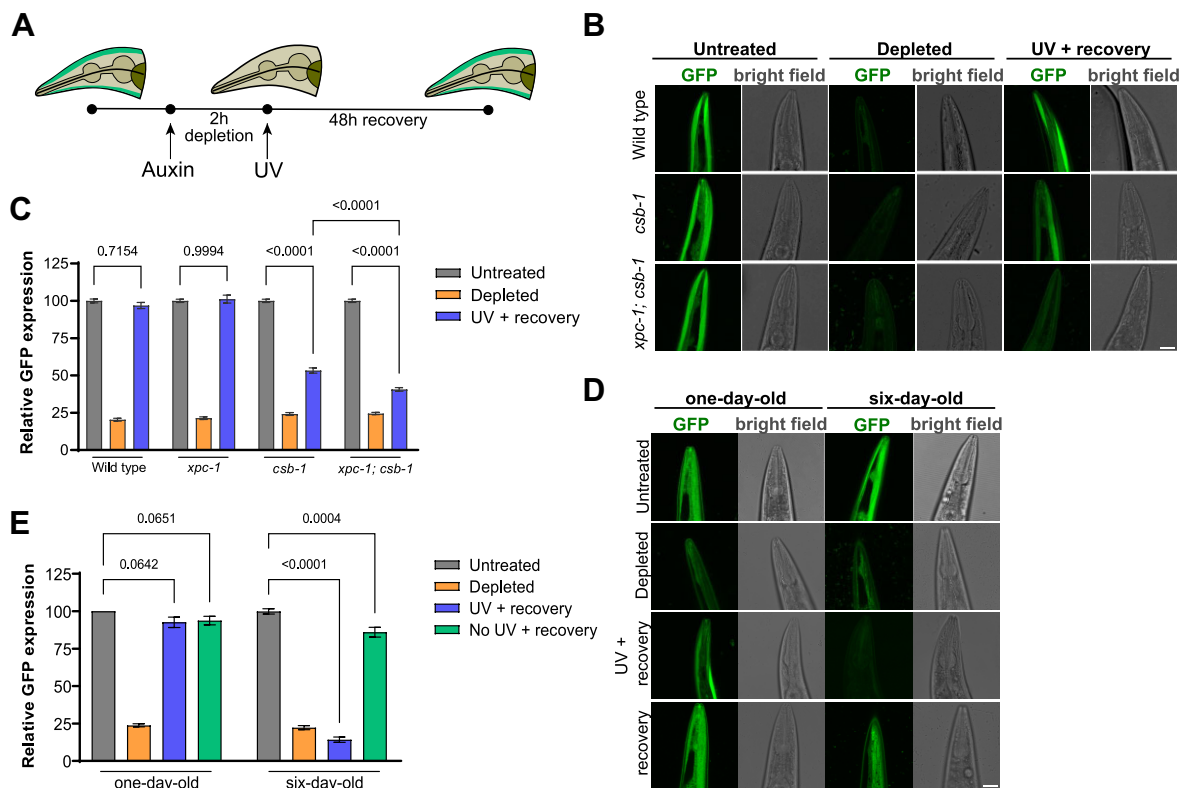 A
2h
depletion
48h recovery
Auxin
UV
B
Untreated
Depleted
UV + recovery
GFP
bright field
GFP
bright field
GFP
bright field
Wild type
csb-1
xpc-1; csb-1
C
<0.0001
0.7154
0.9994
<0.0001
<0.0001
Relative GFP expression
125
100
75
50
25
0
Wild type
xpc-1
csb-1
xpc-1; csb-1
Untreated
Depleted
UV + recovery
D
one-day-old
six-day-old
GFP
bright field
GFP
bright field
Untreated
Depleted
UV +
recovery
recovery
E
0.0651
0.0004
0.0642
<0.0001
Relative GFP expression
125
100
75
50
25
0
one-day-old
six-day-old
Untreated
Depleted
UV + recovery
No UV + recovery